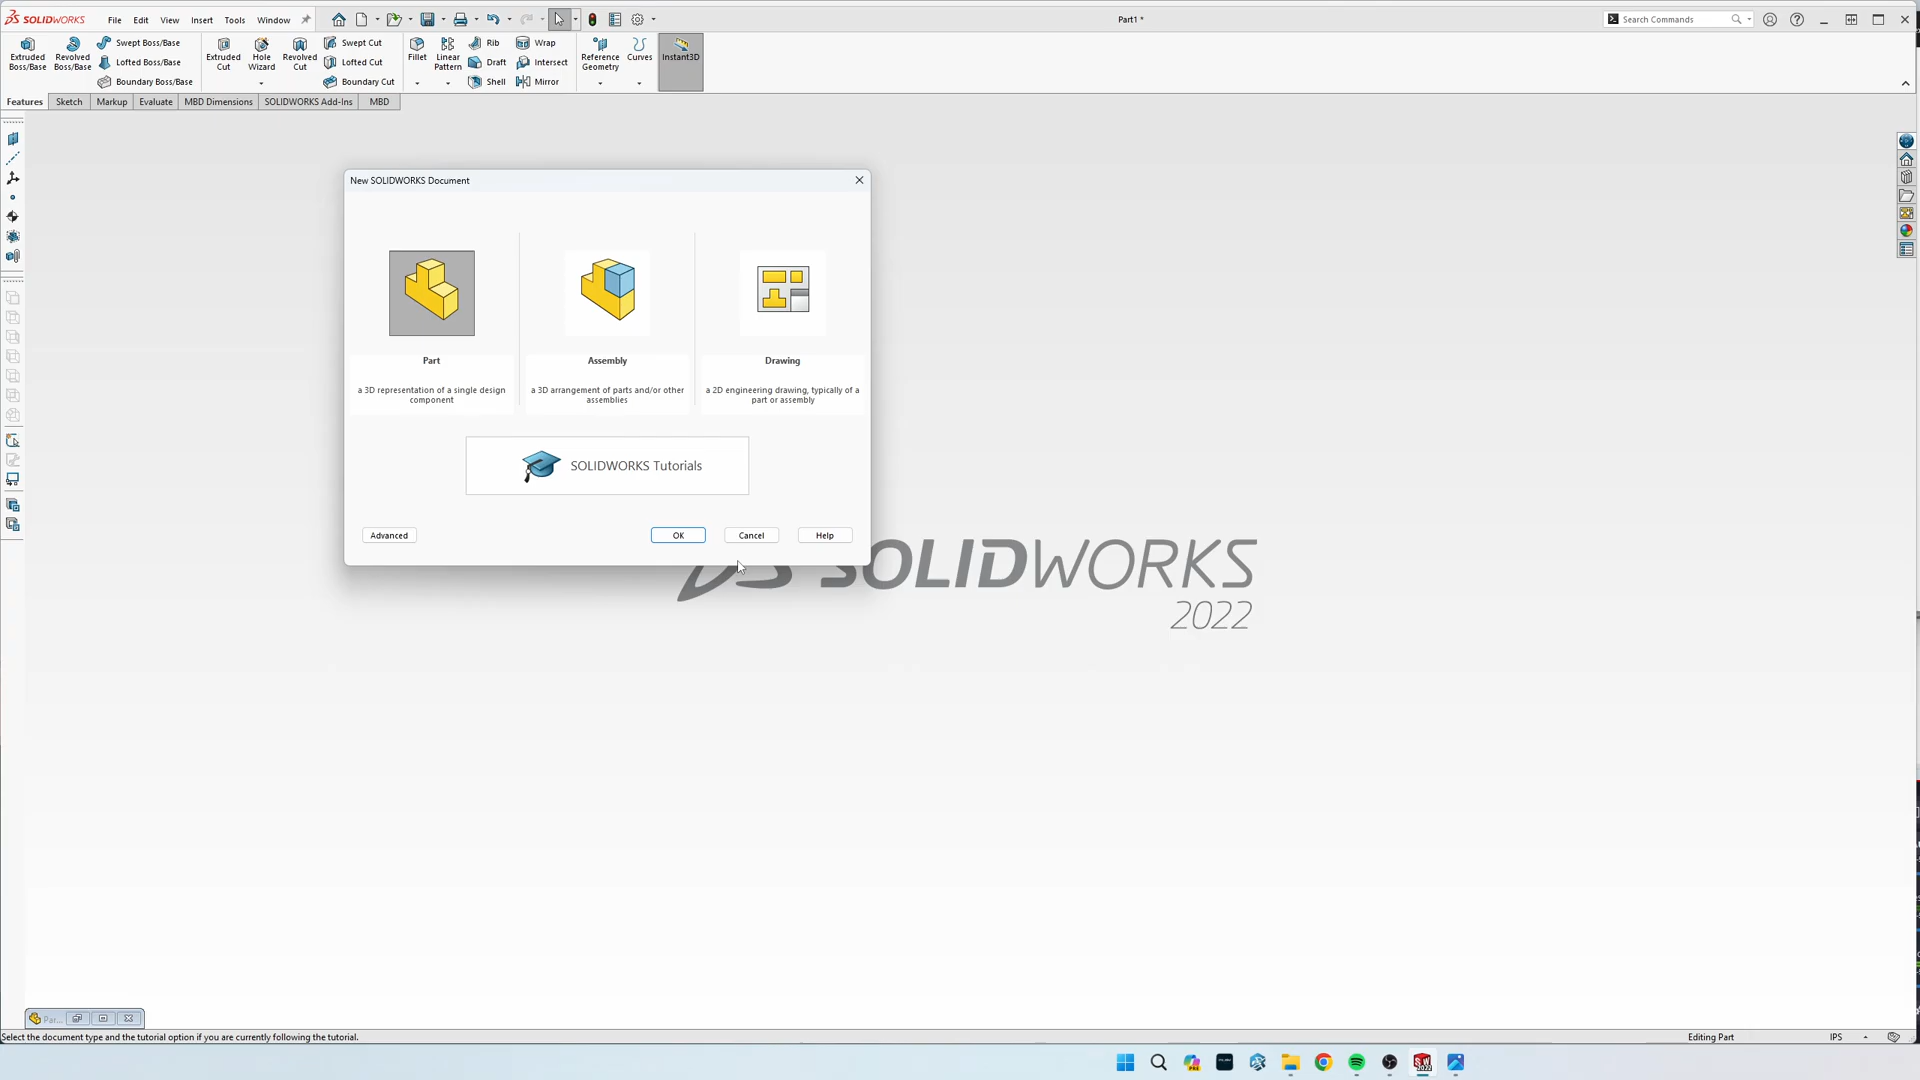 SOLIDWORKS File Edit View Insert Tools Window Part1 * Search Commands
Extruded Boss/Base
Revolved Boss/Base
Swept Boss/Base
Lofted Boss/Base
Boundary Boss/Base
Extruded Cut
Hole Wizard
Revolved Cut
Swept Cut
Lofted Cut
Boundary Cut
Fillet
Linear Pattern
Rib
Draft
Shell
Wrap
Intersect
Mirror
Reference Geometry
Curves
Instant3D
Features Sketch Markup Evaluate MBD Dimensions SOLIDWORKS Add-Ins MBD
New SOLIDWORKS Document
Part Assembly Drawing
a 3D representation of a single design component
a 3D arrangement of parts and/or other assemblies
a 2D engineering drawing, typically of a part or assembly
SOLIDWORKS Tutorials
Advanced OK Cancel Help
SOLIDWORKS
2022
Par...
Select the document type and the tutorial option if you are currently following the tutorial. Editing Part IPS